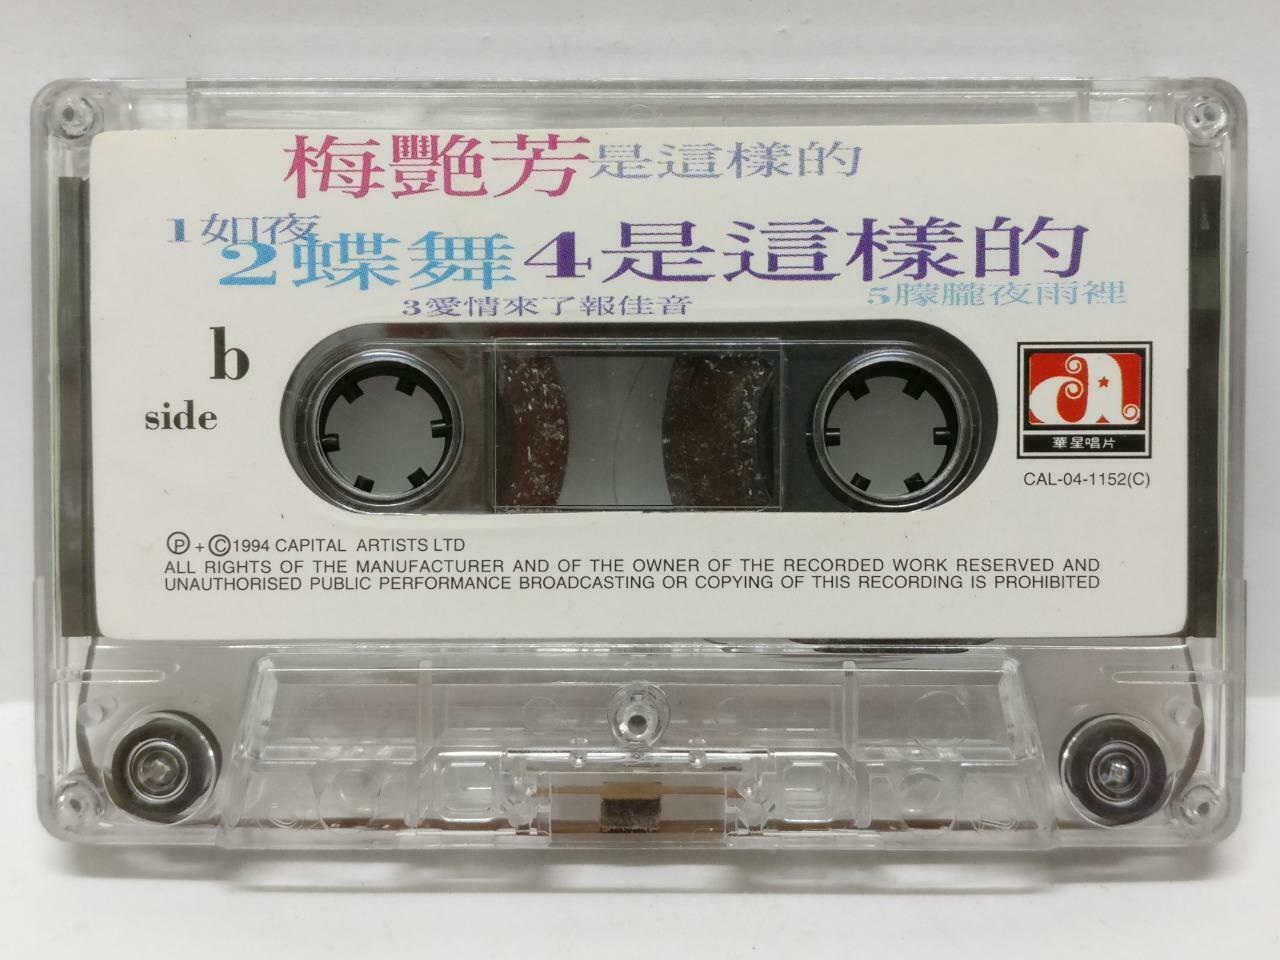 梅艷芳是這樣的
1如夜
2蝶舞
3愛情來了報佳音
4是這樣的
5朦朧夜雨裡
b
side
a
華星唱片
CAL-04-1152(C)
Ⓟ+©1994 CAPITAL ARTISTS LTD
ALL RIGHTS OF THE MANUFACTURER AND OF THE OWNER OF THE RECORDED WORK RESERVED AND
UNAUTHORISED PUBLIC PERFORMANCE BROADCASTING OR COPYING OF THIS RECORDING IS PROHIBITED